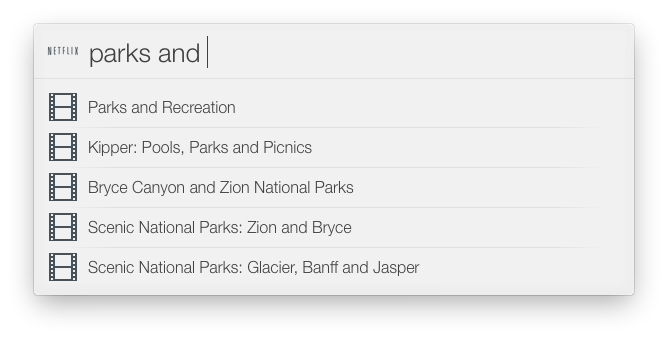 NETFLIX parks and
Parks and Recreation
Kipper: Pools, Parks and Picnics
Bryce Canyon and Zion National Parks
Scenic National Parks: Zion and Bryce
Scenic National Parks: Glacier, Banff and Jasper